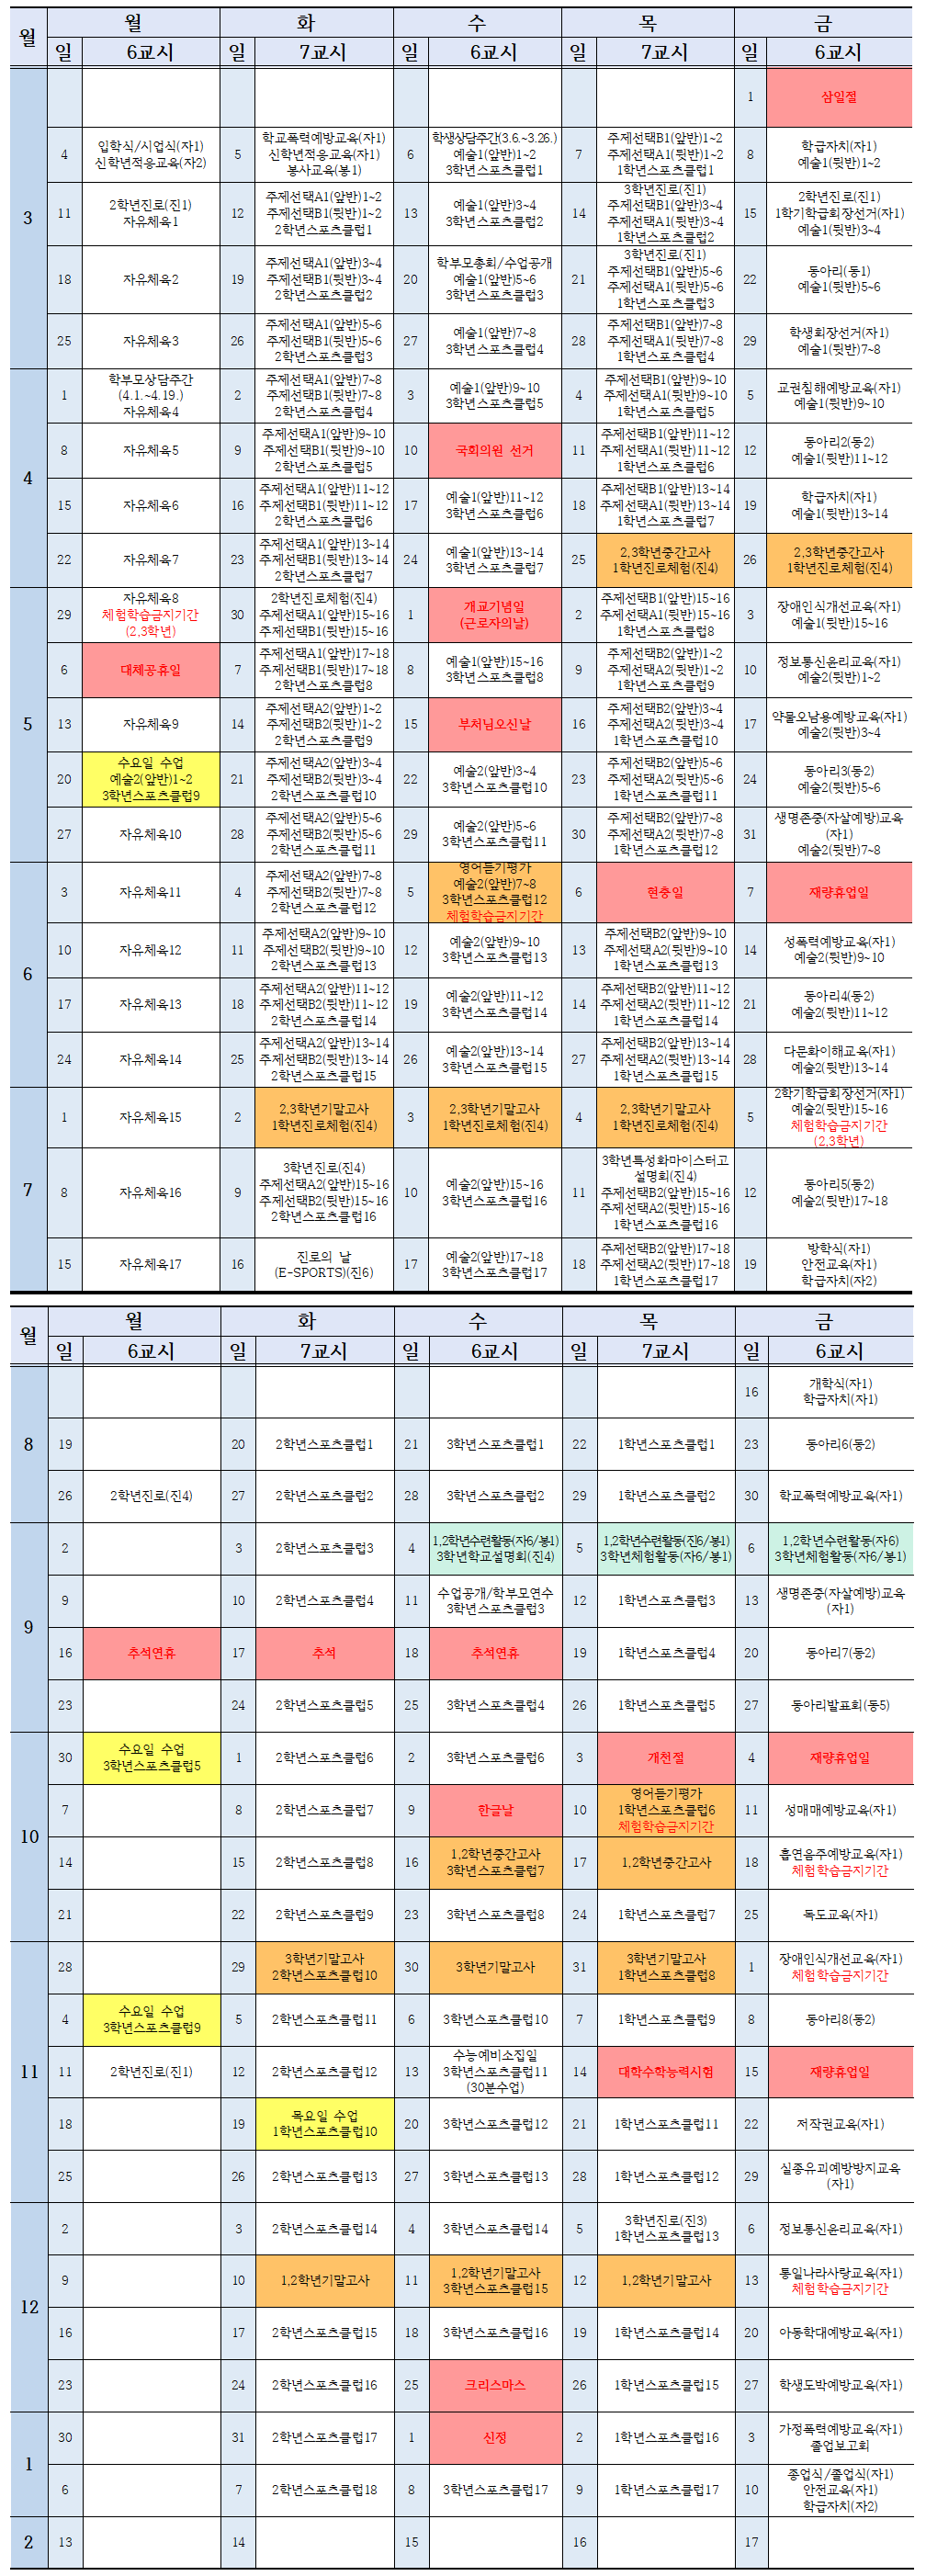 월 월 화 수 목 금
일 6교시 일 7교시 일 6교시 일 7교시 일 6교시
3
1 삼일절
4 입학식/시업식(자1)
신학년적응교육(자2)
5 학교폭력예방교육(자1)
신학년적응교육(자1)
봉사교육(봉1)
6 학생상담주간(3.6.~3.26.)
예술1(앞반)1~2
3학년스포츠클럽1
7 주제선택B1(앞반)1~2
주제선택A1(뒷반)1~2
1학년스포츠클럽1
8 학급자치(자1)
예술1(뒷반)1~2
11 2학년진로(진1)
자유체육1
12 주제선택A1(앞반)1~2
주제선택B1(뒷반)1~2
2학년스포츠클럽1
13 예술1(앞반)3~4
3학년스포츠클럽2
14 3학년진로(진1)
주제선택B1(앞반)3~4
주제선택A1(뒷반)3~4
1학년스포츠클럽2
15 2학년진로(진1)
1학기학급회장선거(자1)
예술1(뒷반)3~4
18 자유체육2
19 주제선택A1(앞반)3~4
주제선택B1(뒷반)3~4
2학년스포츠클럽2
20 학부모총회/수업공개
예술1(앞반)5~6
3학년스포츠클럽3
21 3학년진로(진1)
주제선택B1(앞반)5~6
주제선택A1(뒷반)5~6
1학년스포츠클럽3
22 동아리(동1)
예술1(뒷반)5~6
25 자유체육3
26 주제선택A1(앞반)5~6
주제선택B1(뒷반)5~6
2학년스포츠클럽3
27 예술1(앞반)7~8
3학년스포츠클럽4
28 주제선택B1(앞반)7~8
주제선택A1(뒷반)7~8
1학년스포츠클럽4
29 학생회장선거(자1)
예술1(뒷반)7~8
4
1 학부모상담주간
(4.1.~4.19.)
자유체육4
2 주제선택A1(앞반)7~8
주제선택B1(뒷반)7~8
2학년스포츠클럽4
3 예술1(앞반)9~10
3학년스포츠클럽5
4 주제선택B1(앞반)9~10
주제선택A1(뒷반)9~10
1학년스포츠클럽5
5 교권침해예방교육(자1)
예술1(뒷반)9~10
8 자유체육5
9 주제선택A1(앞반)9~10
주제선택B1(뒷반)9~10
2학년스포츠클럽5
10 국회의원 선거
11 주제선택B1(앞반)11~12
주제선택A1(뒷반)11~12
1학년스포츠클럽6
12 동아리2(동2)
예술1(뒷반)11~12
15 자유체육6
16 주제선택A1(앞반)11~12
주제선택B1(뒷반)11~12
2학년스포츠클럽6
17 예술1(앞반)11~12
3학년스포츠클럽6
18 주제선택B1(앞반)13~14
주제선택A1(뒷반)13~14
1학년스포츠클럽7
19 학급자치(자1)
예술1(뒷반)13~14
22 자유체육7
23 주제선택A1(앞반)13~14
주제선택B1(뒷반)13~14
2학년스포츠클럽7
24 예술1(앞반)13~14
3학년스포츠클럽7
25 2,3학년중간고사
1학년진로체험(진4)
26 2,3학년중간고사
1학년진로체험(진4)
5
29 자유체육8
체험학습금지기간
(2,3학년)
30 2학년진로체험(진4)
주제선택A1(앞반)15~16
주제선택B1(뒷반)15~16
1 개교기념일
(근로자의날)
2 주제선택B1(앞반)15~16
주제선택A1(뒷반)15~16
1학년스포츠클럽8
3 장애인식개선교육(자1)
예술1(뒷반)15~16
6 대체공휴일
7 주제선택A1(앞반)17~18
주제선택B1(뒷반)17~18
2학년스포츠클럽8
8 예술1(앞반)15~16
3학년스포츠클럽8
9 주제선택B2(앞반)1~2
주제선택A2(뒷반)1~2
1학년스포츠클럽9
10 정보통신윤리교육(자1)
예술2(뒷반)1~2
13 자유체육9
14 주제선택A2(앞반)1~2
주제선택B2(뒷반)1~2
2학년스포츠클럽9
15 부처님오신날
16 주제선택B2(앞반)3~4
주제선택A2(뒷반)3~4
1학년스포츠클럽10
17 약물오남용예방교육(자1)
예술2(뒷반)3~4
20 수요일 수업
예술2(앞반)1~2
3학년스포츠클럽9
21 주제선택A2(앞반)3~4
주제선택B2(뒷반)3~4
2학년스포츠클럽10
22 예술2(앞반)3~4
3학년스포츠클럽10
23 주제선택B2(앞반)5~6
주제선택A2(뒷반)5~6
1학년스포츠클럽11
24 동아리3(동2)
예술2(뒷반)5~6
27 자유체육10
28 주제선택A2(앞반)5~6
주제선택B2(뒷반)5~6
2학년스포츠클럽11
29 예술2(앞반)5~6
3학년스포츠클럽11
30 주제선택B2(앞반)7~8
주제선택A2(뒷반)7~8
1학년스포츠클럽12
31 생명존중(자살예방)교육
(자1)
예술2(뒷반)7~8
6
3 자유체육11
4 주제선택A2(앞반)7~8
주제선택B2(뒷반)7~8
2학년스포츠클럽12
5 영어듣기평가
예술2(앞반)7~8
3학년스포츠클럽12
체험학습금지기간
6 현충일
7 재량휴업일
10 자유체육12
11 주제선택A2(앞반)9~10
주제선택B2(뒷반)9~10
2학년스포츠클럽13
12 예술2(앞반)9~10
3학년스포츠클럽13
13 주제선택B2(앞반)9~10
주제선택A2(뒷반)9~10
1학년스포츠클럽13
14 성폭력예방교육(자1)
예술2(뒷반)9~10
17 자유체육13
18 주제선택A2(앞반)11~12
주제선택B2(뒷반)11~12
2학년스포츠클럽14
19 예술2(앞반)11~12
3학년스포츠클럽14
14 주제선택B2(앞반)11~12
주제선택A2(뒷반)11~12
1학년스포츠클럽14
21 동아리4(동2)
예술2(뒷반)11~12
24 자유체육14
25 주제선택A2(앞반)13~14
주제선택B2(뒷반)13~14
2학년스포츠클럽15
26 예술2(앞반)13~14
3학년스포츠클럽15
27 주제선택B2(앞반)13~14
주제선택A2(뒷반)13~14
1학년스포츠클럽15
28 다문화이해교육(자1)
예술2(뒷반)13~14
7
1 자유체육15
2 2,3학년기말고사
1학년진로체험(진4)
3 2,3학년기말고사
1학년진로체험(진4)
4 2,3학년기말고사
1학년진로체험(진4)
5 2학기학급회장선거(자1)
예술2(뒷반)15~16
체험학습금지기간
(2,3학년)
8 자유체육16
9 3학년진로(진4)
주제선택A2(앞반)15~16
주제선택B2(뒷반)15~16
2학년스포츠클럽16
10 예술2(앞반)15~16
3학년스포츠클럽16
11 3학년특성화마이스터고
설명회(진4)
주제선택B2(앞반)15~16
주제선택A2(뒷반)15~16
1학년스포츠클럽16
12 동아리5(동2)
예술2(뒷반)17~18
15 자유체육17
16 진로의 날
(E-SPORTS)(진6)
17 예술2(앞반)17~18
3학년스포츠클럽17
18 주제선택B2(앞반)17~18
주제선택A2(뒷반)17~18
1학년스포츠클럽17
19 방학식(자1)
안전교육(자1)
학급자치(자2)
월 월 화 수 목 금
일 6교시 일 7교시 일 6교시 일 7교시 일 6교시
8
16 개학식(자1)
학급자치(자1)
19
20 2학년스포츠클럽1
21 3학년스포츠클럽1
22 1학년스포츠클럽1
23 동아리6(동2)
26 2학년진로(진4)
27 2학년스포츠클럽2
28 3학년스포츠클럽2
29 1학년스포츠클럽2
30 학교폭력예방교육(자1)
9
2
3 2학년스포츠클럽3
4 1,2학년수련활동(자6/봉1)
3학년학교설명회(진4)
5 1,2학년수련활동(진6/봉1)
3학년체험활동(자6/봉1)
6 1,2학년수련활동(자6)
3학년체험활동(자6/봉1)
9
10 2학년스포츠클럽4
11 수업공개/학부모연수
3학년스포츠클럽3
12 1학년스포츠클럽3
13 생명존중(자살예방)교육
(자1)
16 추석연휴
17 추석
18 추석연휴
19 1학년스포츠클럽4
20 동아리7(동2)
23
24 2학년스포츠클럽5
25 3학년스포츠클럽4
26 1학년스포츠클럽5
27 동아리발표회(동5)
10
30 수요일 수업
3학년스포츠클럽5
1 2학년스포츠클럽6
2 3학년스포츠클럽6
3 개천절
4 재량휴업일
7
8 2학년스포츠클럽7
9 한글날
10 영어듣기평가
1학년스포츠클럽6
체험학습금지기간
11 성매매예방교육(자1)
14
15 2학년스포츠클럽8
16 1,2학년중간고사
3학년스포츠클럽7
17 1,2학년중간고사
18 흡연음주예방교육(자1)
체험학습금지기간
21
22 2학년스포츠클럽9
23 3학년스포츠클럽8
24 1학년스포츠클럽7
25 독도교육(자1)
11
28
29 3학년기말고사
2학년스포츠클럽10
30 3학년기말고사
31 3학년기말고사
1학년스포츠클럽8
1 장애인식개선교육(자1)
체험학습금지기간
4 수요일 수업
3학년스포츠클럽9
5 2학년스포츠클럽11
6 3학년스포츠클럽10
7 1학년스포츠클럽9
8 동아리8(동2)
11 2학년진로(진1)
12 2학년스포츠클럽12
13 수능예비소집일
3학년스포츠클럽11
(30분수업)
14 대학수학능력시험
15 재량휴업일
18
19 목요일 수업
1학년스포츠클럽10
20 3학년스포츠클럽12
21 1학년스포츠클럽11
22 저작권교육(자1)
25
26 2학년스포츠클럽13
27 3학년스포츠클럽13
28 1학년스포츠클럽12
29 실종유괴예방방지교육
(자1)
12
2
3 2학년스포츠클럽14
4 3학년스포츠클럽14
5 3학년진로(진3)
1학년스포츠클럽13
6 정보통신윤리교육(자1)
9
10 1,2학년기말고사
11 1,2학년기말고사
3학년스포츠클럽15
12 1,2학년기말고사
13 통일나라사랑교육(자1)
체험학습금지기간
16
17 2학년스포츠클럽15
18 3학년스포츠클럽16
19 1학년스포츠클럽14
20 아동학대예방교육(자1)
23
24 2학년스포츠클럽16
25 크리스마스
26 1학년스포츠클럽15
27 학생도박예방교육(자1)
1
30
31 2학년스포츠클럽17
1 신정
2 1학년스포츠클럽16
3 가정폭력예방교육(자1)
졸업보고회
6
7 2학년스포츠클럽18
8 3학년스포츠클럽17
9 1학년스포츠클럽17
10 종업식/졸업식(자1)
안전교육(자1)
학급자치(자2)
2
13
14
15
16
17